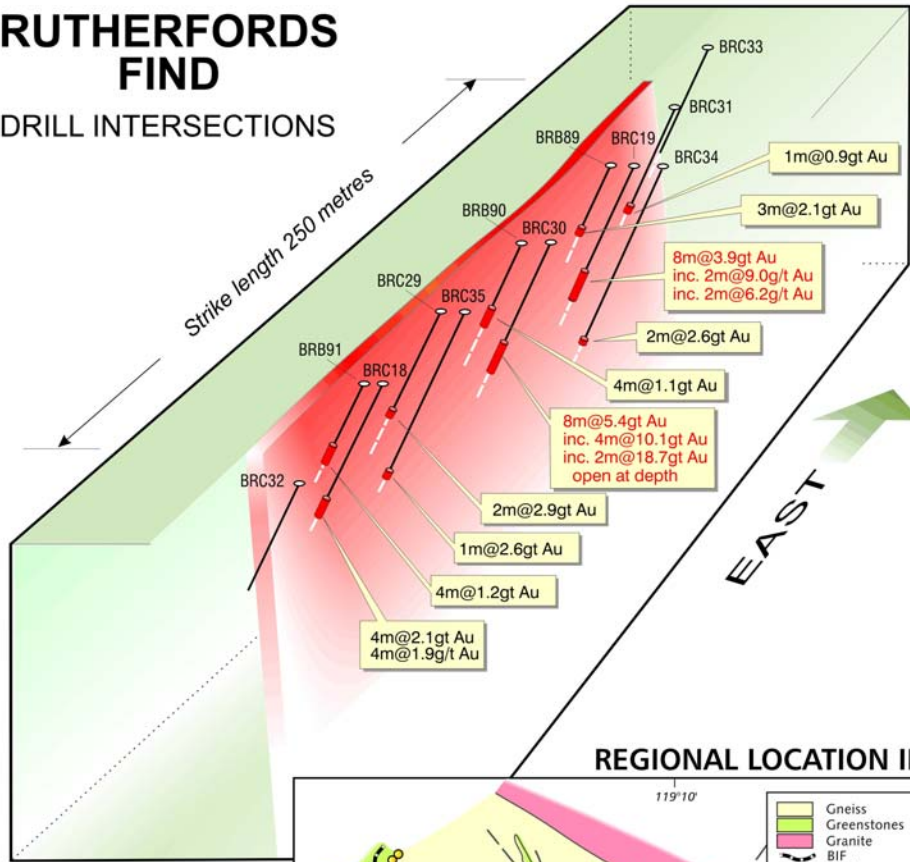 RUTHERFORDS
FIND
DRILL INTERSECTIONS
Strike length 250 metres
BRC33
BRC31
BRB89
BRC19
BRC34
1m@0.9gt Au
3m@2.1gt Au
BRB90
BRC30
8m@3.9gt Au
inc. 2m@9.0g/t Au
inc. 2m@6.2g/t Au
BRC29
BRC35
2m@2.6gt Au
BRB91
BRC18
4m@1.1gt Au
8m@5.4gt Au
inc. 4m@10.1gt Au
inc. 2m@18.7gt Au
open at depth
BRC32
2m@2.9gt Au
1m@2.6gt Au
4m@1.2gt Au
4m@2.1gt Au
4m@1.9g/t Au
EAST
REGIONAL LOCATION
119°10'
Gneiss
Greenstones
Granite
BIF